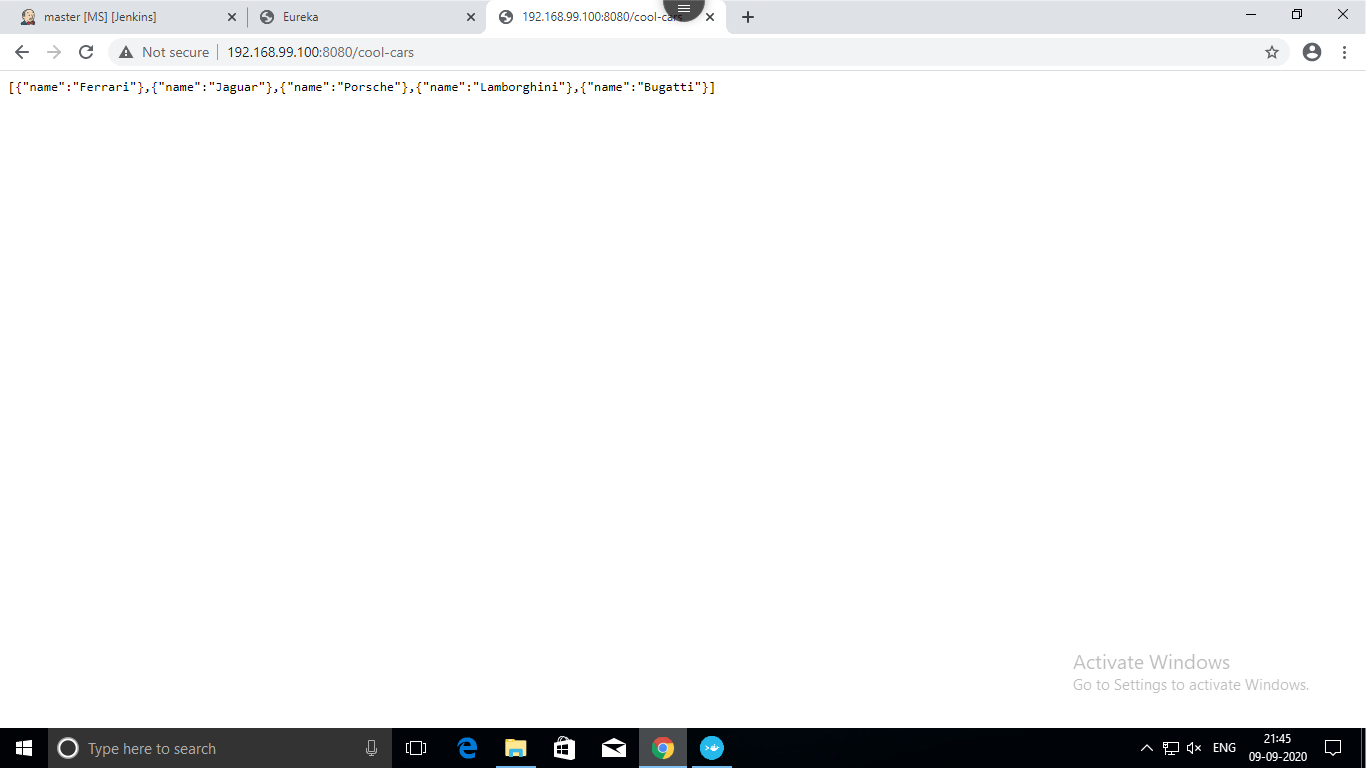 master [MS] [Jenkins]
Eureka
192.168.99.100:8080/cool-cars
Not secure
192.168.99.100:8080/cool-cars
[{"name":"Ferrari"},{"name":"Jaguar"},{"name":"Porsche"},{"name":"Lamborghini"},{"name":"Bugatti"}]
Activate Windows
Go to Settings to activate Windows.
Type here to search
ENG
21:45
09-09-2020